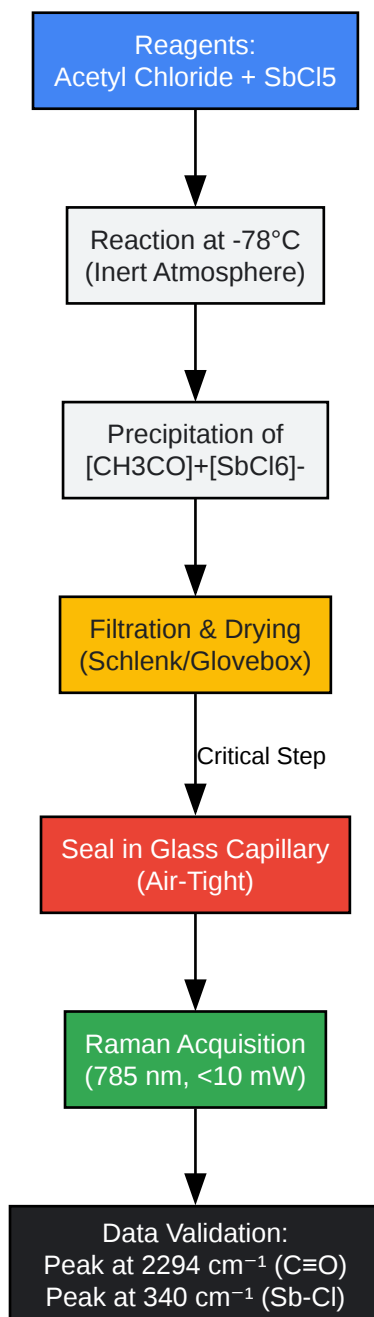 Reagents:
Acetyl Chloride + SbCl5
Reaction at -78°C
(Inert Atmosphere)
Precipitation of
[CH3CO]+[SbCl6]-
Filtration & Drying
(Schlenk/Glovebox)
Critical Step
Seal in Glass Capillary
(Air-Tight)
Raman Acquisition
(785 nm, <10 mW)
Data Validation:
Peak at 2294 cm⁻¹ (C≡O)
Peak at 340 cm⁻¹ (Sb-Cl)